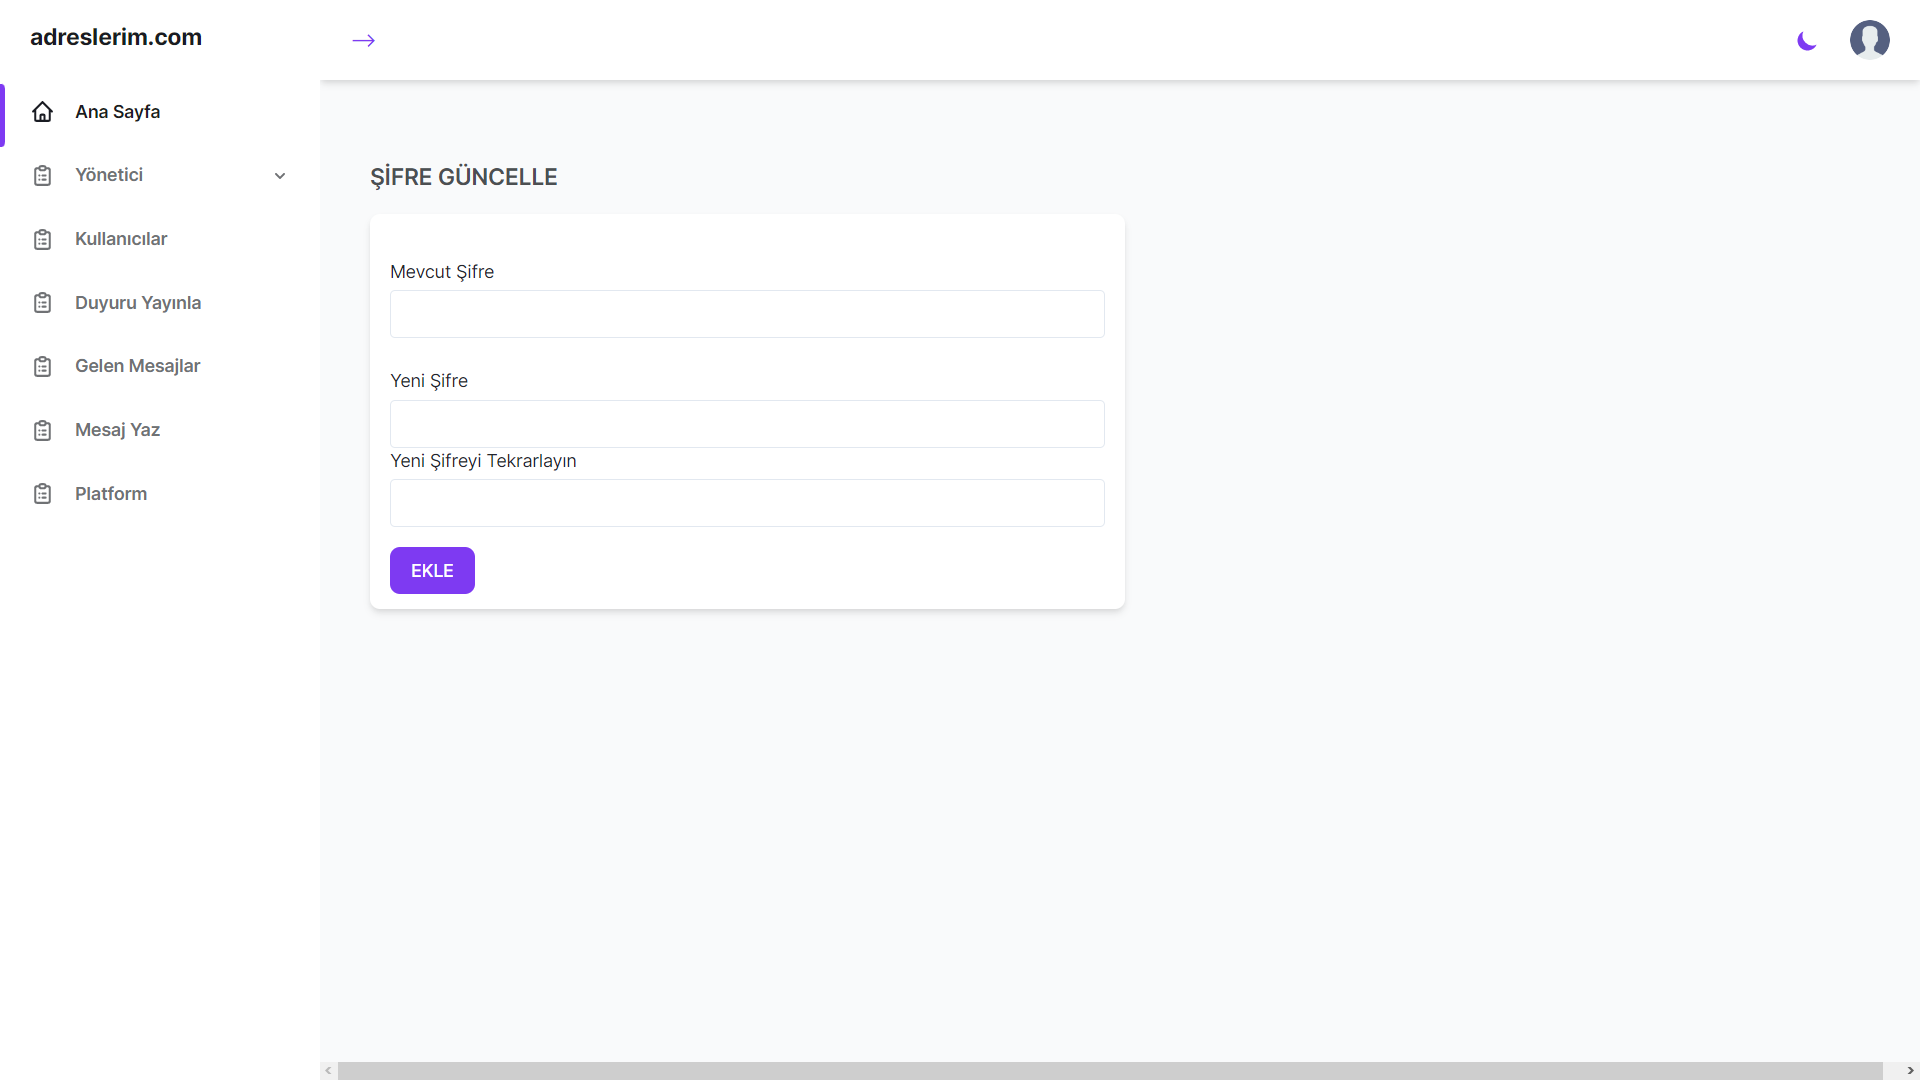 adreslerim.com
Ana Sayfa
Yönetici
Kullanıcılar
Duyuru Yayınla
Gelen Mesajlar
Mesaj Yaz
Platform
ŞİFRE GÜNCELLE
Mevcut Şifre
Yeni Şifre
Yeni Şifreyi Tekrarlayın
EKLE